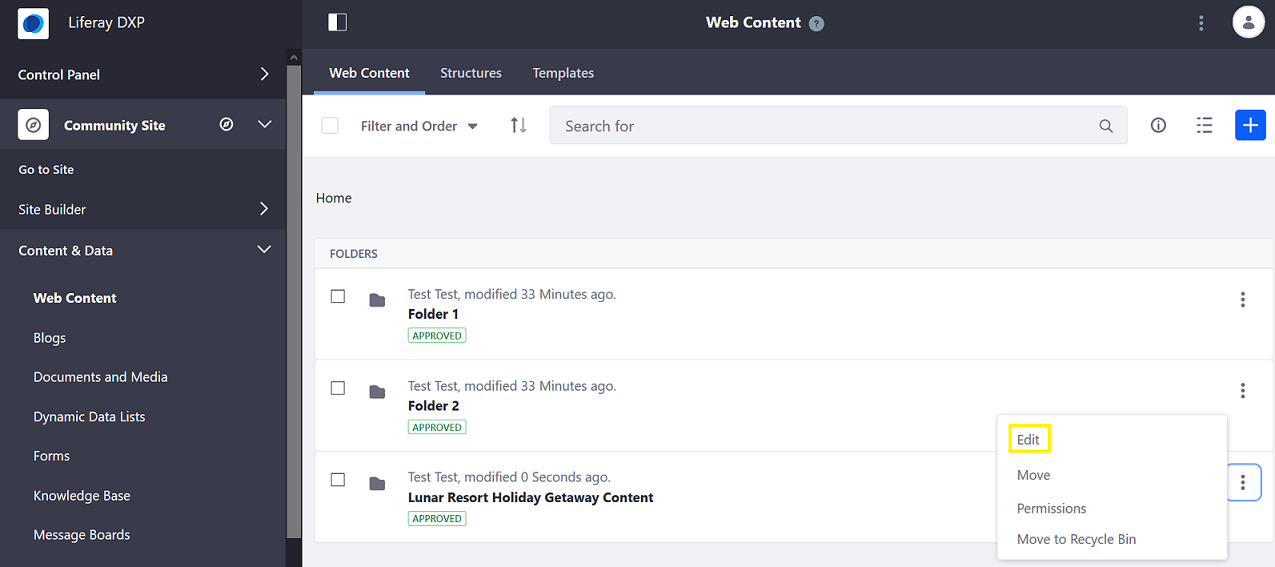 Liferay DXP
Web Content ?
Control Panel
Web Content Structures Templates
Community Site
Filter and Order
Search for
Go to Site
Home
Site Builder
Content & Data
FOLDERS
Web Content
Test Test, modified 33 Minutes ago.
Folder 1
APPROVED
Blogs
Documents and Media
Test Test, modified 33 Minutes ago.
Folder 2
APPROVED
Dynamic Data Lists
Edit
Forms
Move
Test Test, modified 0 Seconds ago.
Lunar Resort Holiday Getaway Content
APPROVED
Knowledge Base
Permissions
Message Boards
Move to Recycle Bin